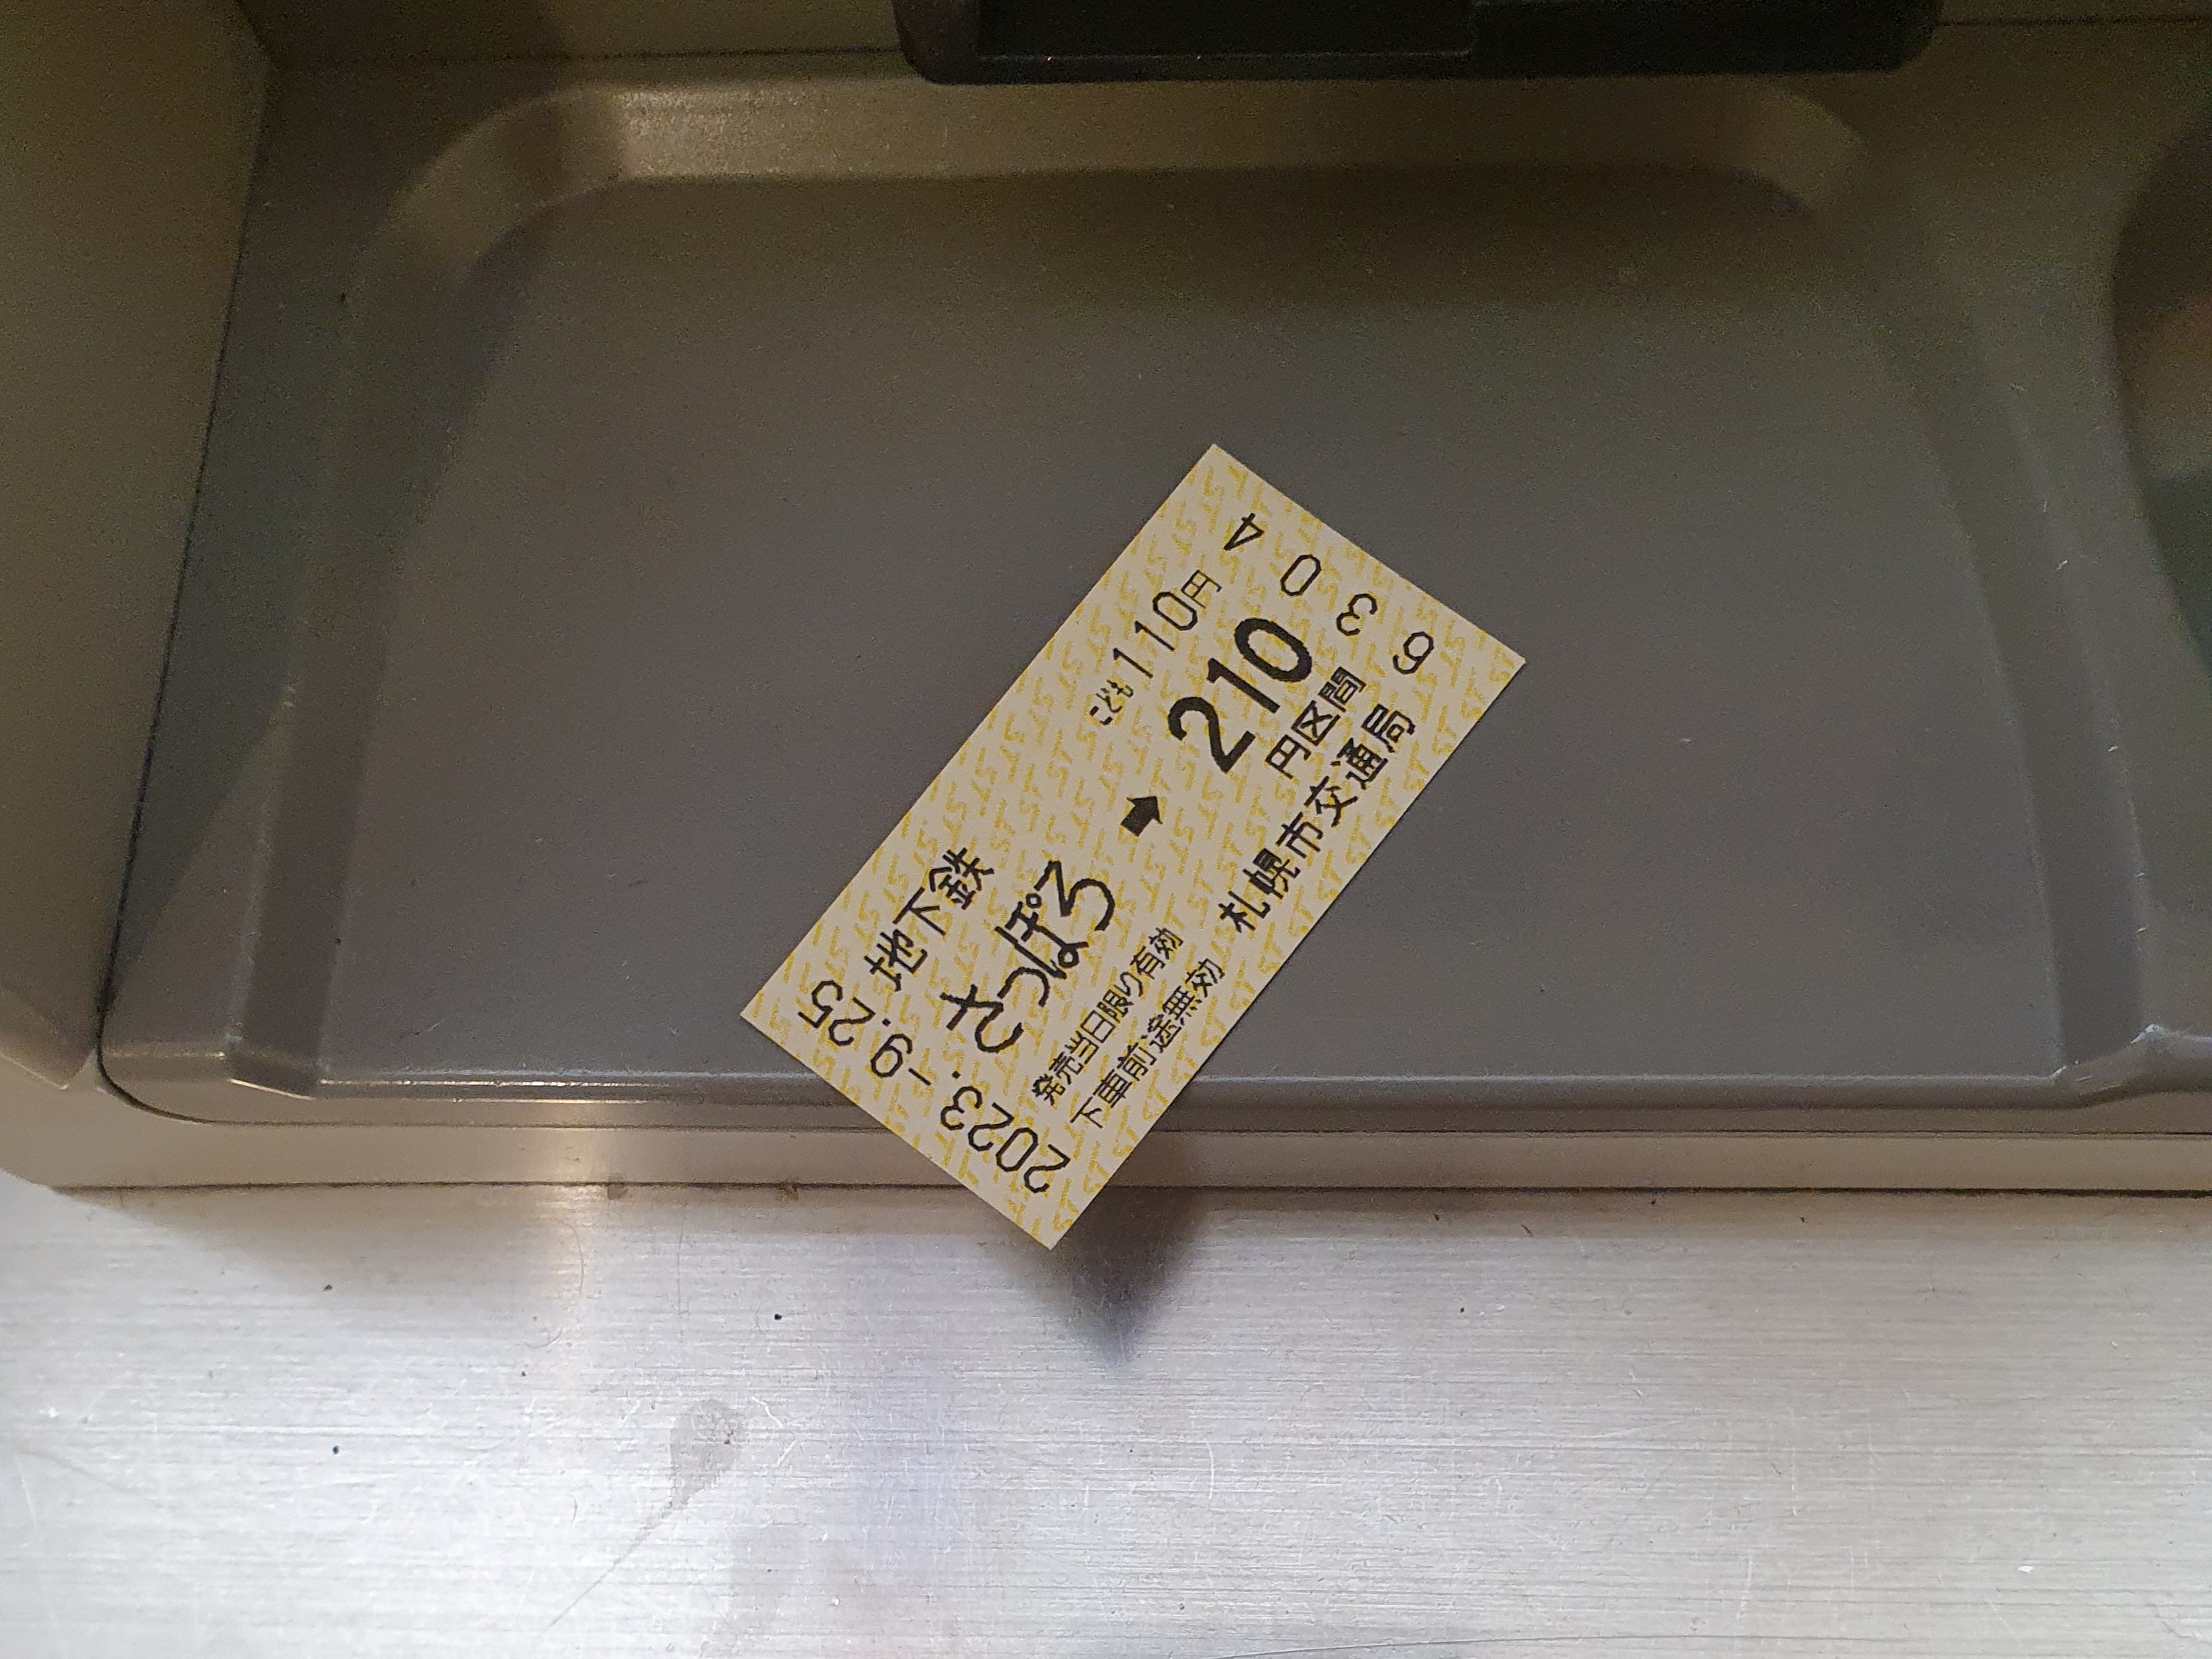 地下鉄 こども110円
さっぽろ ➡ 210
円区間
発売当日限り有効
下車前途無効 札幌市交通局
2023.-9.25
4036